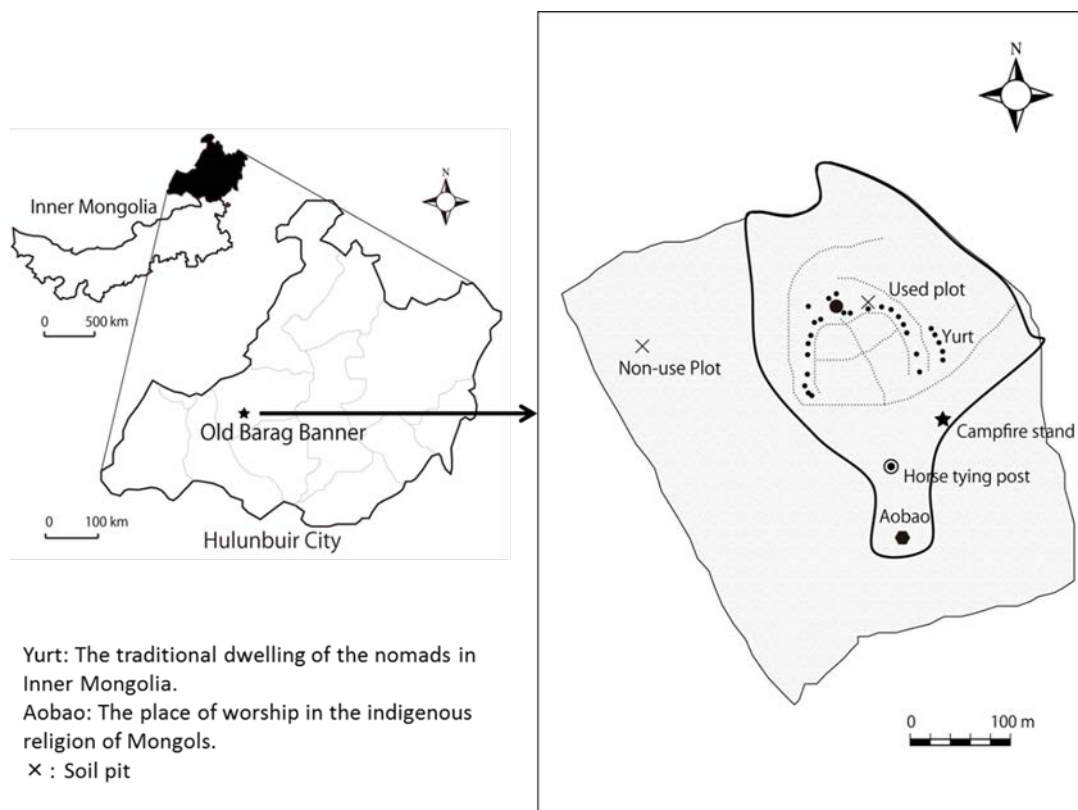 N
Inner Mongolia
0 500 km
N
Old Barag Banner
0 100 km
Hulunbuir City
Yurt: The traditional dwelling of the nomads in
Inner Mongolia.
Aobao: The place of worship in the indigenous
religion of Mongols.
× : Soil pit
Used plot
Yurt
Non-use Plot
Campfire stand
Horse tying post
Aobao
0 100 m